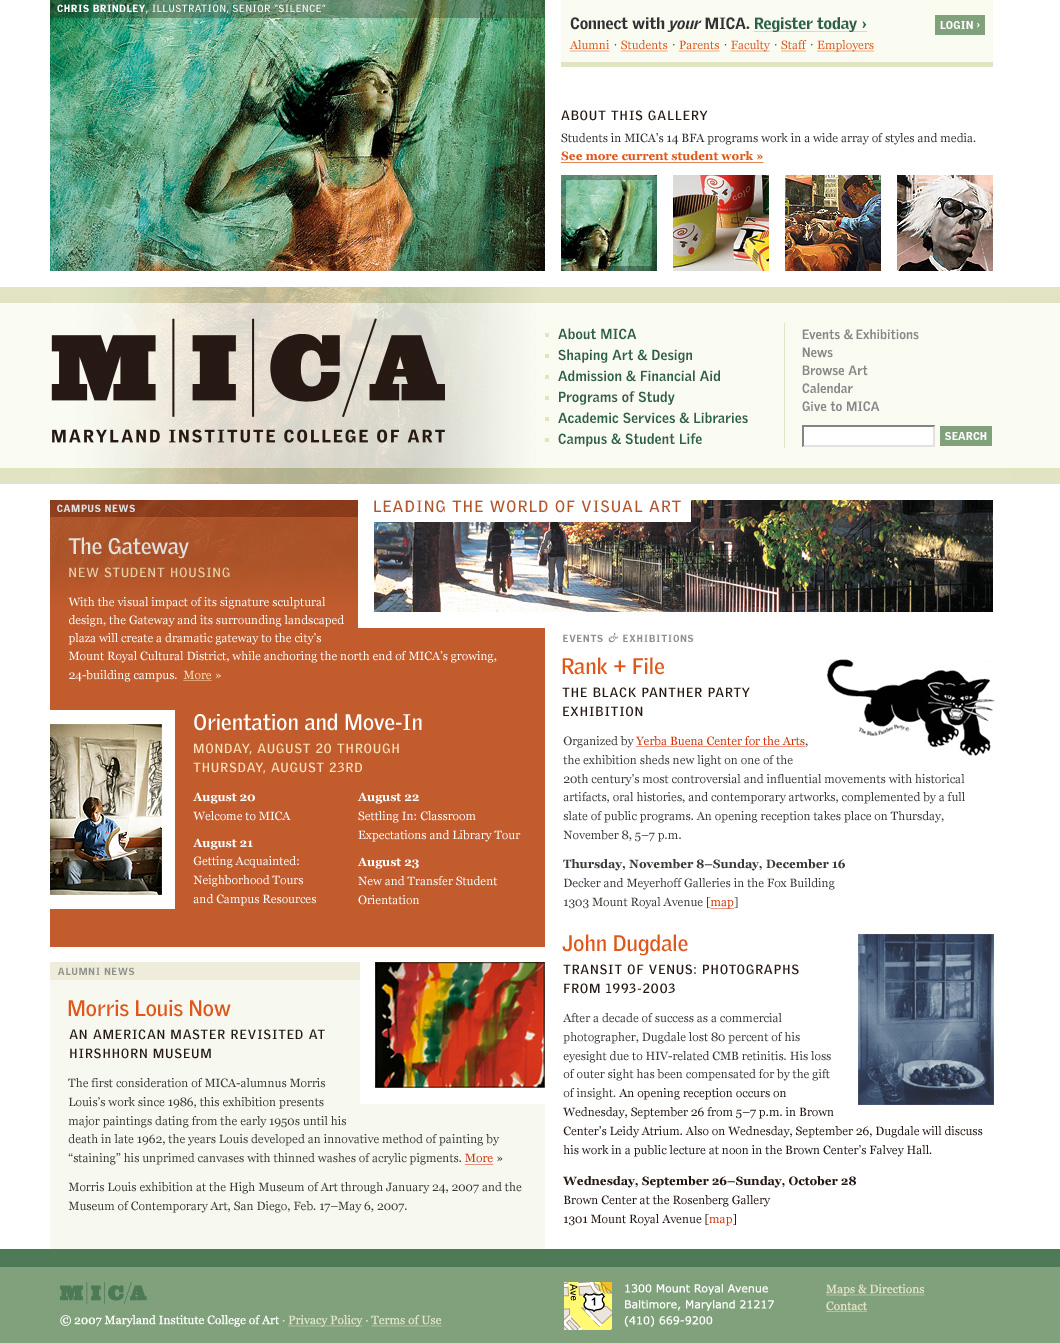 CHRIS BRINDLEY, ILLUSTRATION, SENIOR "SILENCE"
Connect with your MICA. Register today ›
LOGIN ›
Alumni · Students · Parents · Faculty · Staff · Employers
ABOUT THIS GALLERY
Students in MICA's 14 BFA programs work in a wide array of styles and media.
See more current student work »
M|I|C/A
MARYLAND INSTITUTE COLLEGE OF ART
About MICA
Shaping Art & Design
Admission & Financial Aid
Programs of Study
Academic Services & Libraries
Campus & Student Life
Events & Exhibitions
News
Browse Art
Calendar
Give to MICA
SEARCH
CAMPUS NEWS
The Gateway
NEW STUDENT HOUSING
With the visual impact of its signature sculptural
design, the Gateway and its surrounding landscaped
plaza will create a dramatic gateway to the city's
Mount Royal Cultural District, while anchoring the north end of MICA's growing,
24-building campus. More »
LEADING THE WORLD OF VISUAL ART
Orientation and Move-In
MONDAY, AUGUST 20 THROUGH
THURSDAY, AUGUST 23RD
August 20
Welcome to MICA
August 21
Getting Acquainted:
Neighborhood Tours
and Campus Resources
August 22
Settling In: Classroom
Expectations and Library Tour
August 23
New and Transfer Student
Orientation
EVENTS & EXHIBITIONS
Rank + File
THE BLACK PANTHER PARTY
EXHIBITION
The Black Panther Party ©
Organized by Yerba Buena Center for the Arts,
the exhibition sheds new light on one of the
20th century's most controversial and influential movements with historical
artifacts, oral histories, and contemporary artworks, complemented by a full
slate of public programs. An opening reception takes place on Thursday,
November 8, 5–7 p.m.
Thursday, November 8–Sunday, December 16
Decker and Meyerhoff Galleries in the Fox Building
1303 Mount Royal Avenue [map]
John Dugdale
TRANSIT OF VENUS: PHOTOGRAPHS
FROM 1993-2003
After a decade of success as a commercial
photographer, Dugdale lost 80 percent of his
eyesight due to HIV-related CMB retinitis. His loss
of outer sight has been compensated for by the gift
of insight. An opening reception occurs on
Wednesday, September 26 from 5–7 p.m. in Brown
Center's Leidy Atrium. Also on Wednesday, September 26, Dugdale will discuss
his work in a public lecture at noon in the Brown Center's Falvey Hall.
Wednesday, September 26–Sunday, October 28
Brown Center at the Rosenberg Gallery
1301 Mount Royal Avenue [map]
ALUMNI NEWS
Morris Louis Now
AN AMERICAN MASTER REVISITED AT
HIRSHHORN MUSEUM
The first consideration of MICA-alumnus Morris
Louis's work since 1986, this exhibition presents
major paintings dating from the early 1950s until his
death in late 1962, the years Louis developed an innovative method of painting by
"staining" his unprimed canvases with thinned washes of acrylic pigments. More »
Morris Louis exhibition at the High Museum of Art through January 24, 2007 and the
Museum of Contemporary Art, San Diego, Feb. 17–May 6, 2007.
M|I|C/A
© 2007 Maryland Institute College of Art · Privacy Policy · Terms of Use
Ave
1
1300 Mount Royal Avenue
Baltimore, Maryland 21217
(410) 669-9200
Maps & Directions
Contact